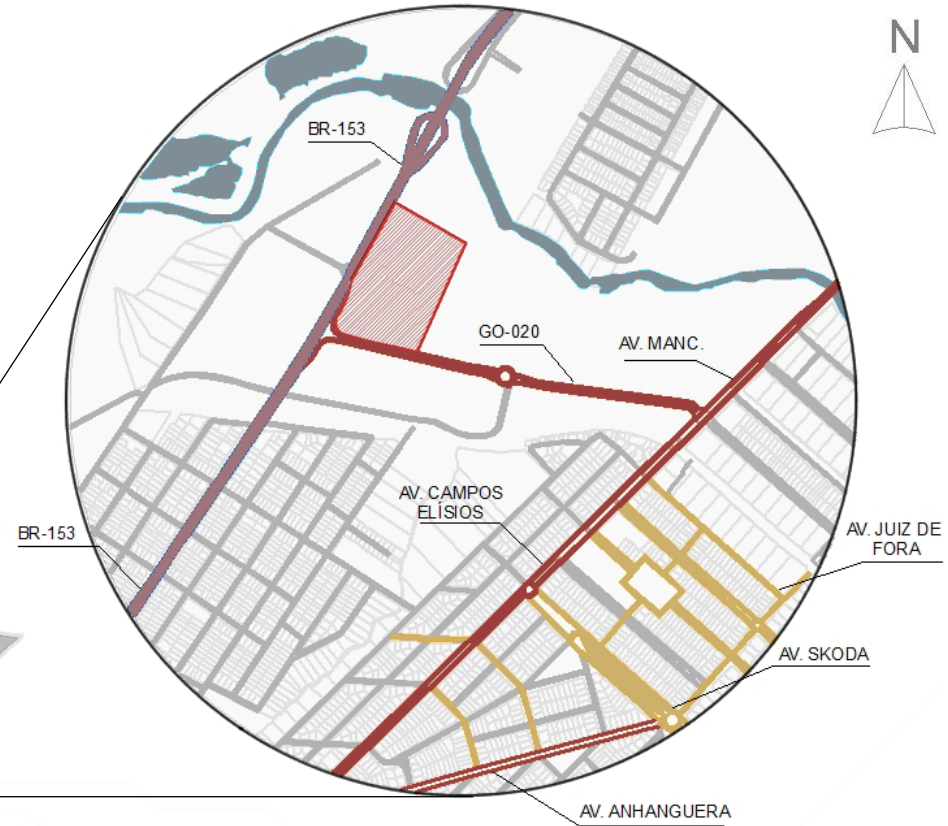 N
BR-153
GO-020
AV. MANC.
AV. CAMPOS
ELÍSIOS
BR-153
AV. JUIZ DE
FORA
AV. SKODA
AV. ANHANGUERA